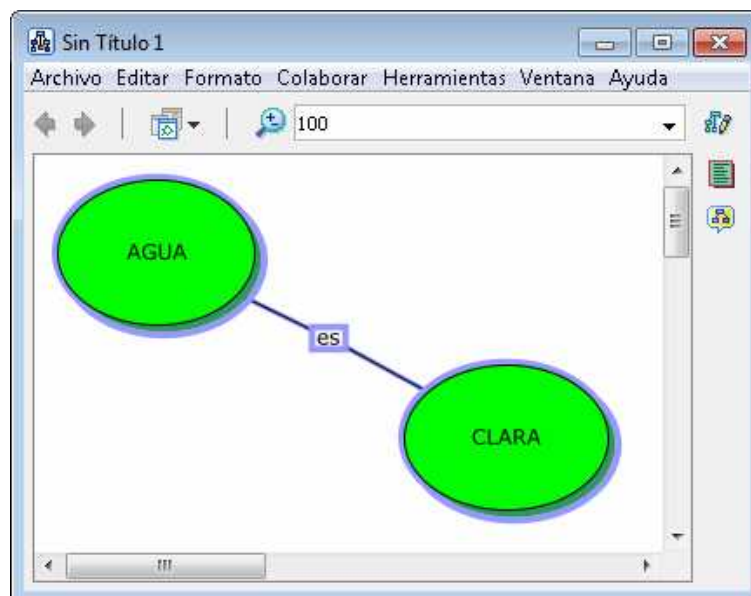 Sin Título 1
Archivo Editar Formato Colaborar Herramientas Ventana Ayuda
100
AGUA
es
CLARA